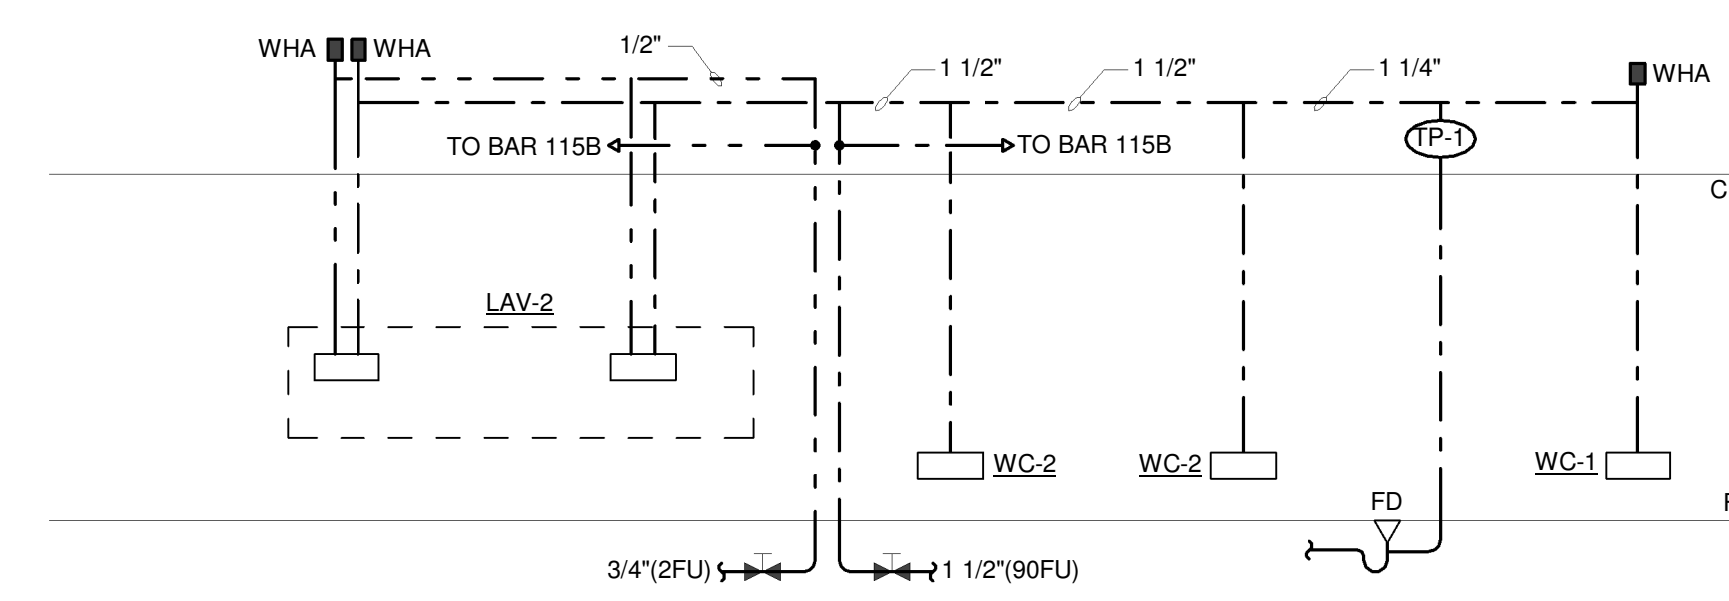 WHA
WHA
1/2"
1 1/2"
1 1/2"
1 1/4"
WHA
TO BAR 115B
TO BAR 115B
TP-1
C
LAV-2
WC-2
WC-2
WC-1
FD
3/4"(2FU)
1 1/2"(90FU)